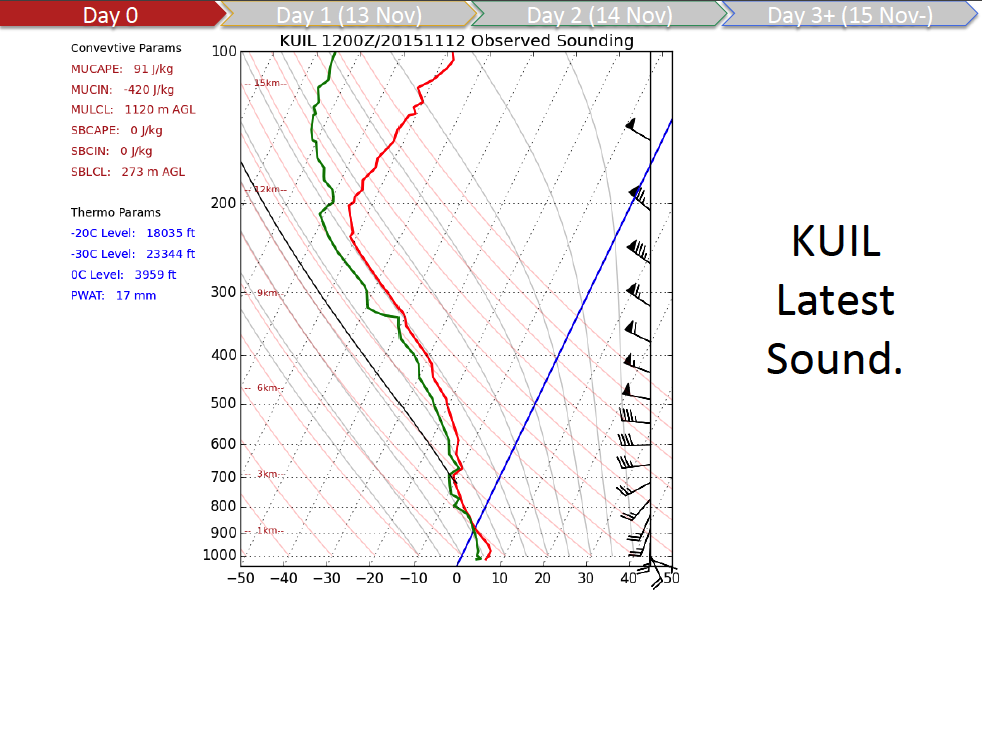 Day 0
Day 1 (13 Nov)
Day 2 (14 Nov)
Day 3+ (15 Nov-)
KUIL 1200Z/20151112 Observed Sounding
Convevtive Params
MUCAPE: 91 J/kg
MUCIN: -420 J/kg
MULCL: 1120 m AGL
SBCAPE: 0 J/kg
SBCIN: 0 J/kg
SBLCL: 273 m AGL
Thermo Params
-20C Level: 18035 ft
-30C Level: 23344 ft
0C Level: 3959 ft
PWAT: 17 mm
100
200
300
400
500
600
700
800
900
1000
--15km--
--12km--
--9km--
--6km--
--3km--
--1km--
−50 −40 −30 −20 −10 0 10 20 30 40 50
KUIL
Latest
Sound.